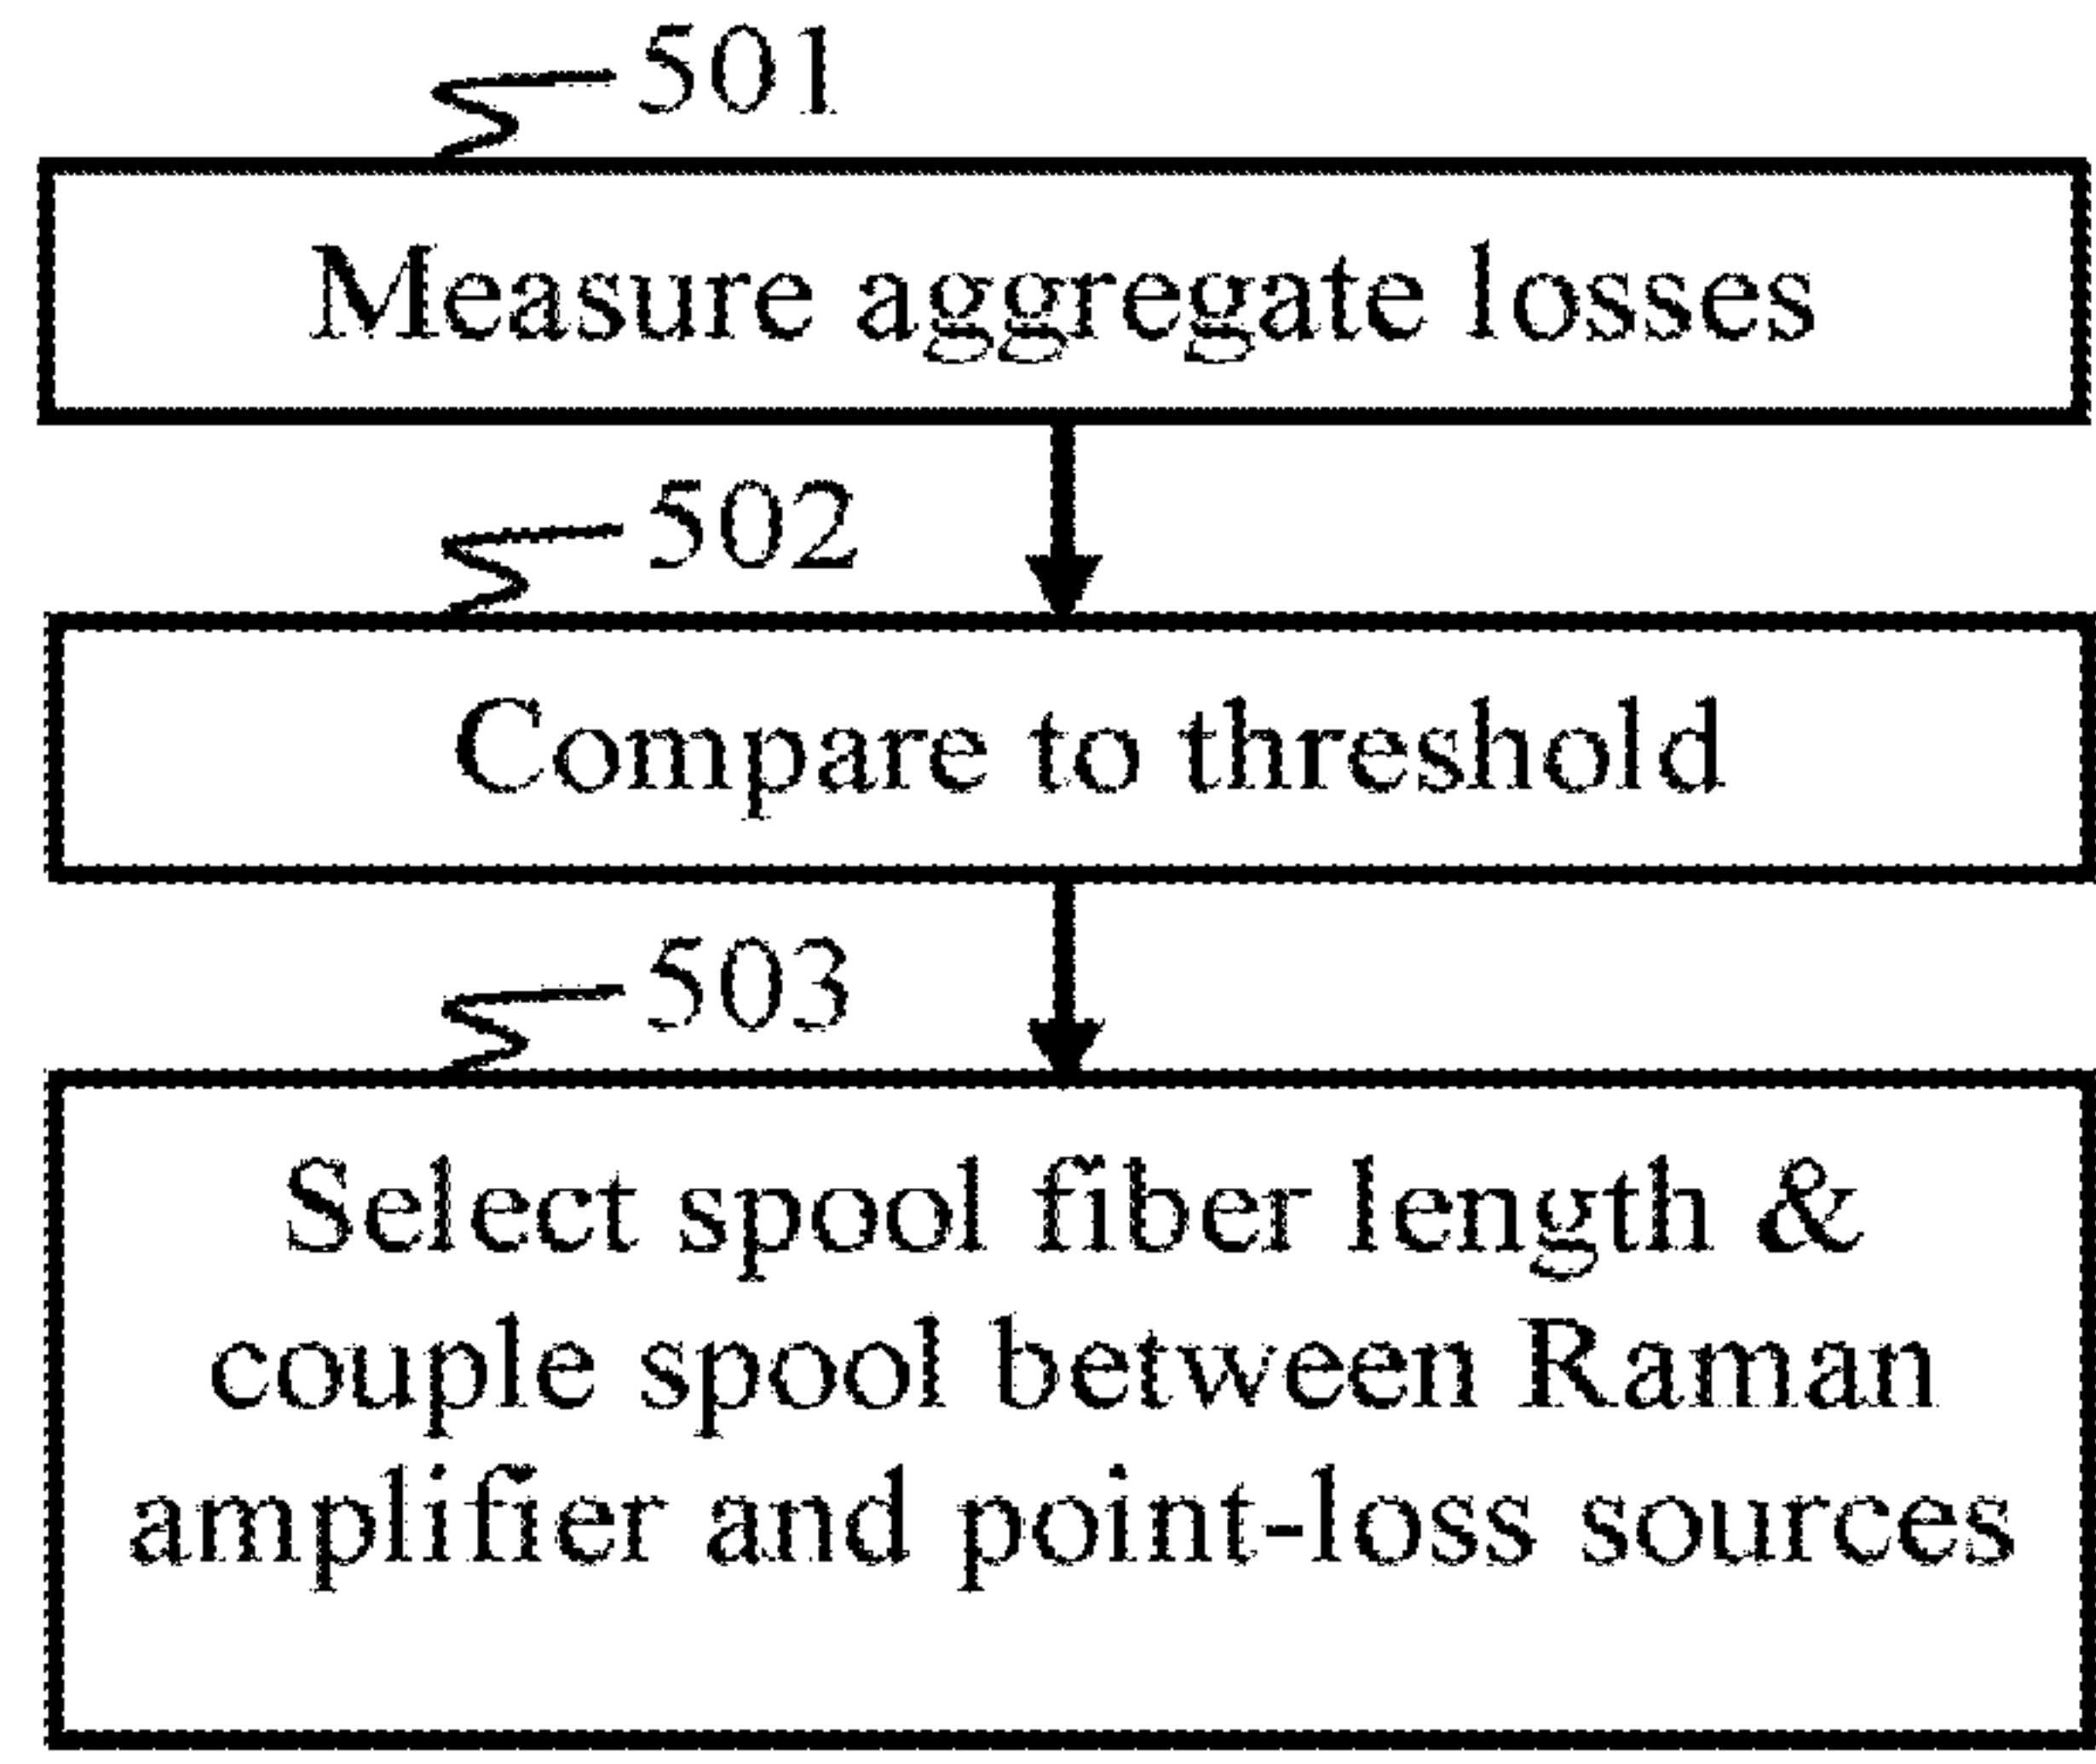 501
Measure aggregate losses
502
Compare to threshold
503
Select spool fiber length &
couple spool between Raman
amplifier and point-loss sources